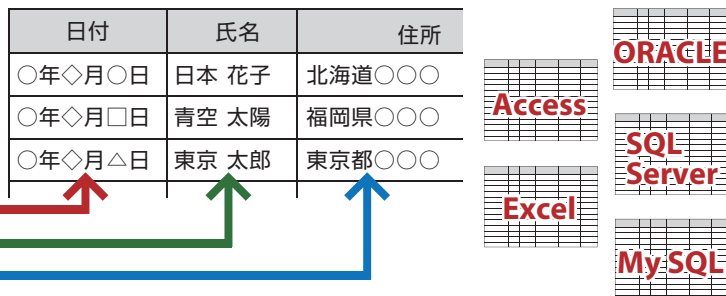 日付 氏名 住所
○年◇月○日 日本 花子 北海道○○○
○年◇月□日 青空 太陽 福岡県○○○
○年◇月△日 東京 太郎 東京都○○○
Access
Excel
ORACLE
SQL
Server
My SQL